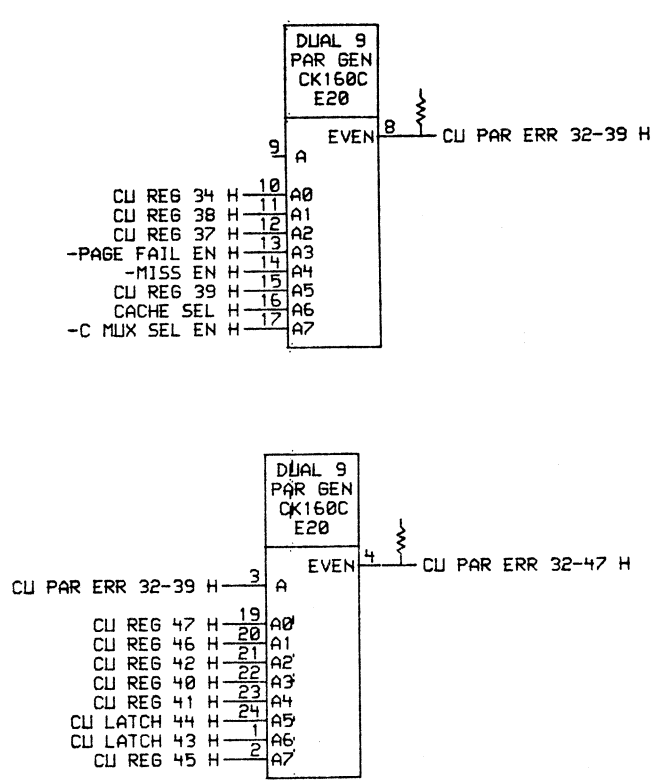 DUAL 9
PAR GEN
CK160C
E20
EVEN 8 CU PAR ERR 32-39 H
9 A
CU REG 34 H 10 A0
CU REG 38 H 11 A1
CU REG 37 H 12 A2
-PAGE FAIL EN H 13 A3
-MISS EN H 14 A4
CU REG 39 H 15 A5
CACHE SEL H 16 A6
-C MUX SEL EN H 17 A7
DUAL 9
PAR GEN
CK160C
E20
EVEN 4 CU PAR ERR 32-47 H
CU PAR ERR 32-39 H 3 A
CU REG 47 H 19 A0
CU REG 46 H 20 A1
CU REG 42 H 21 A2
CU REG 40 H 22 A3
CU REG 41 H 23 A4
CU LATCH 44 H 24 A5
CU LATCH 43 H 1 A6
CU REG 45 H 2 A7